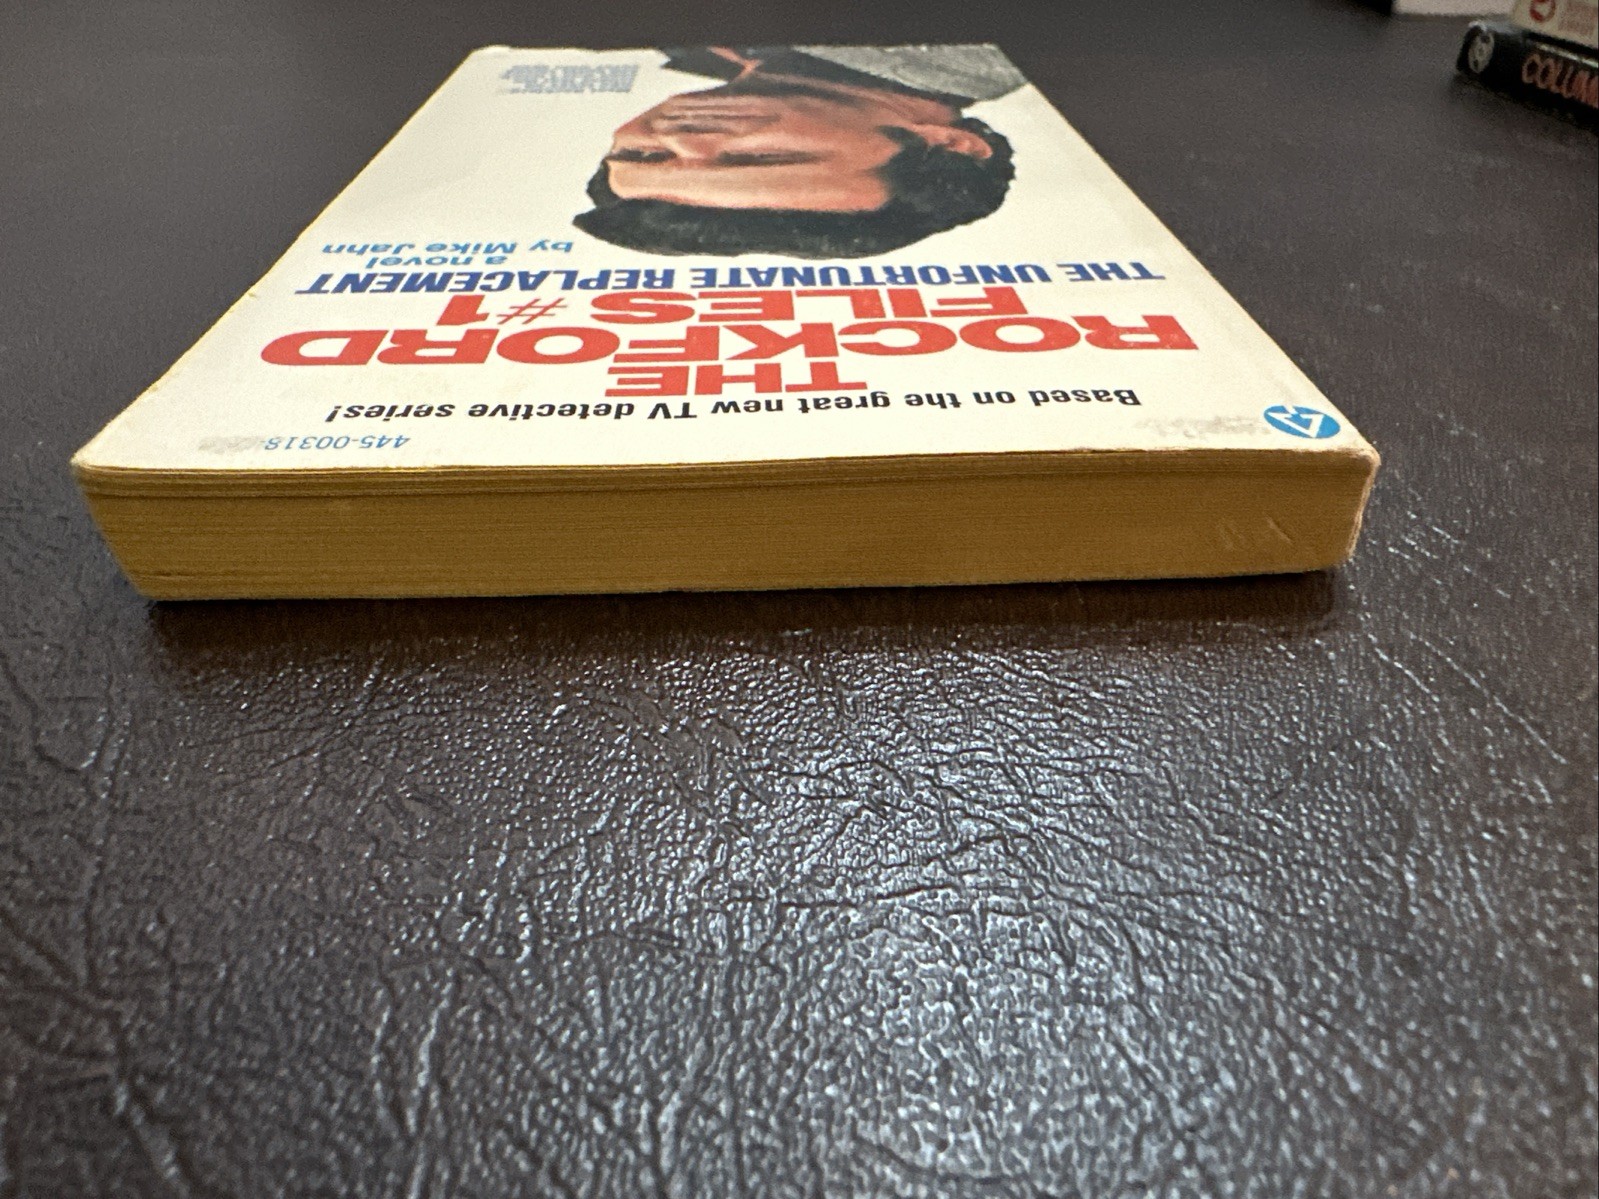 445-00318
Based on the great new TV detective series!
THE
ROCKFORD
FILES #1
THE UNFORTUNATE REPLACEMENT
a novel
by Mike Jahn
COLUM